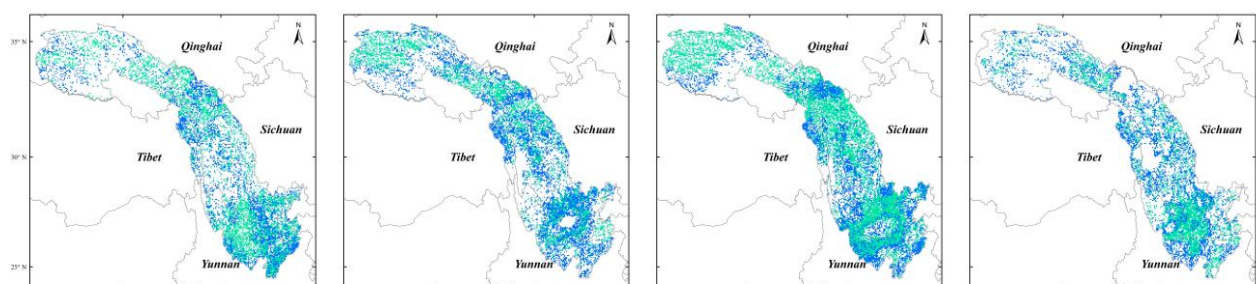 N
35° N
Qinghai
Sichuan
30° N
Tibet
Yunnan
25° N
N
Qinghai
Sichuan
Tibet
Yunnan
N
Qinghai
Sichuan
Tibet
Yunnan
N
Qinghai
Sichuan
Tibet
Yunnan